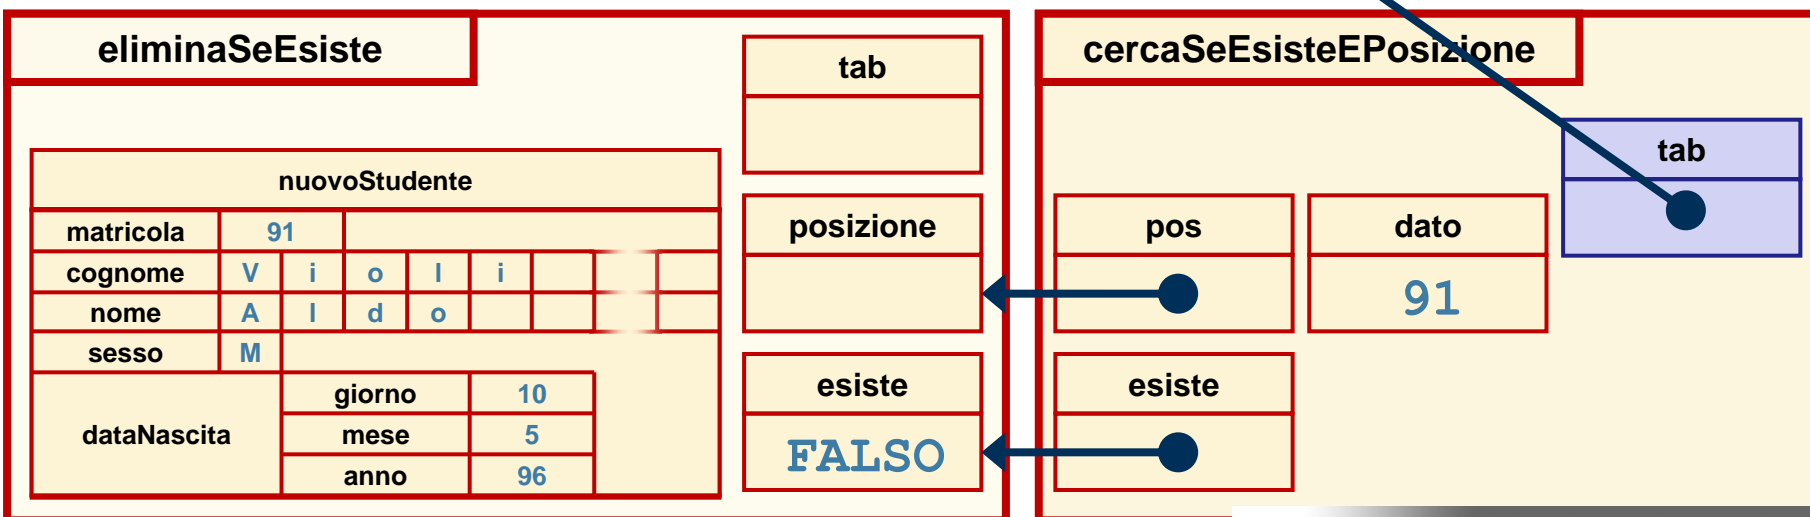 eliminaSeEsiste
tab
nuovoStudente
matricola 91
cognome V i o l i
nome A l d o
sesso M
dataNascita
giorno 10
mese 5
anno 96
posizione
esiste
FALSO
cercaSeEsisteEPosizione
tab
pos
dato
91
esiste